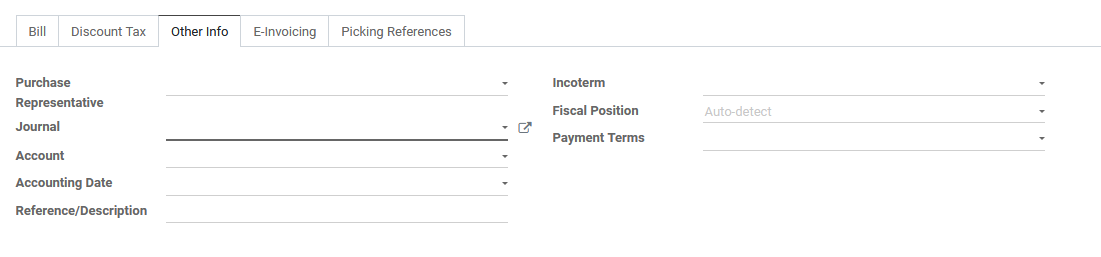 Bill Discount Tax Other Info E-Invoicing Picking References
Purchase
Representative
Journal
Account
Accounting Date
Reference/Description
Incoterm
Fiscal Position Auto-detect
Payment Terms